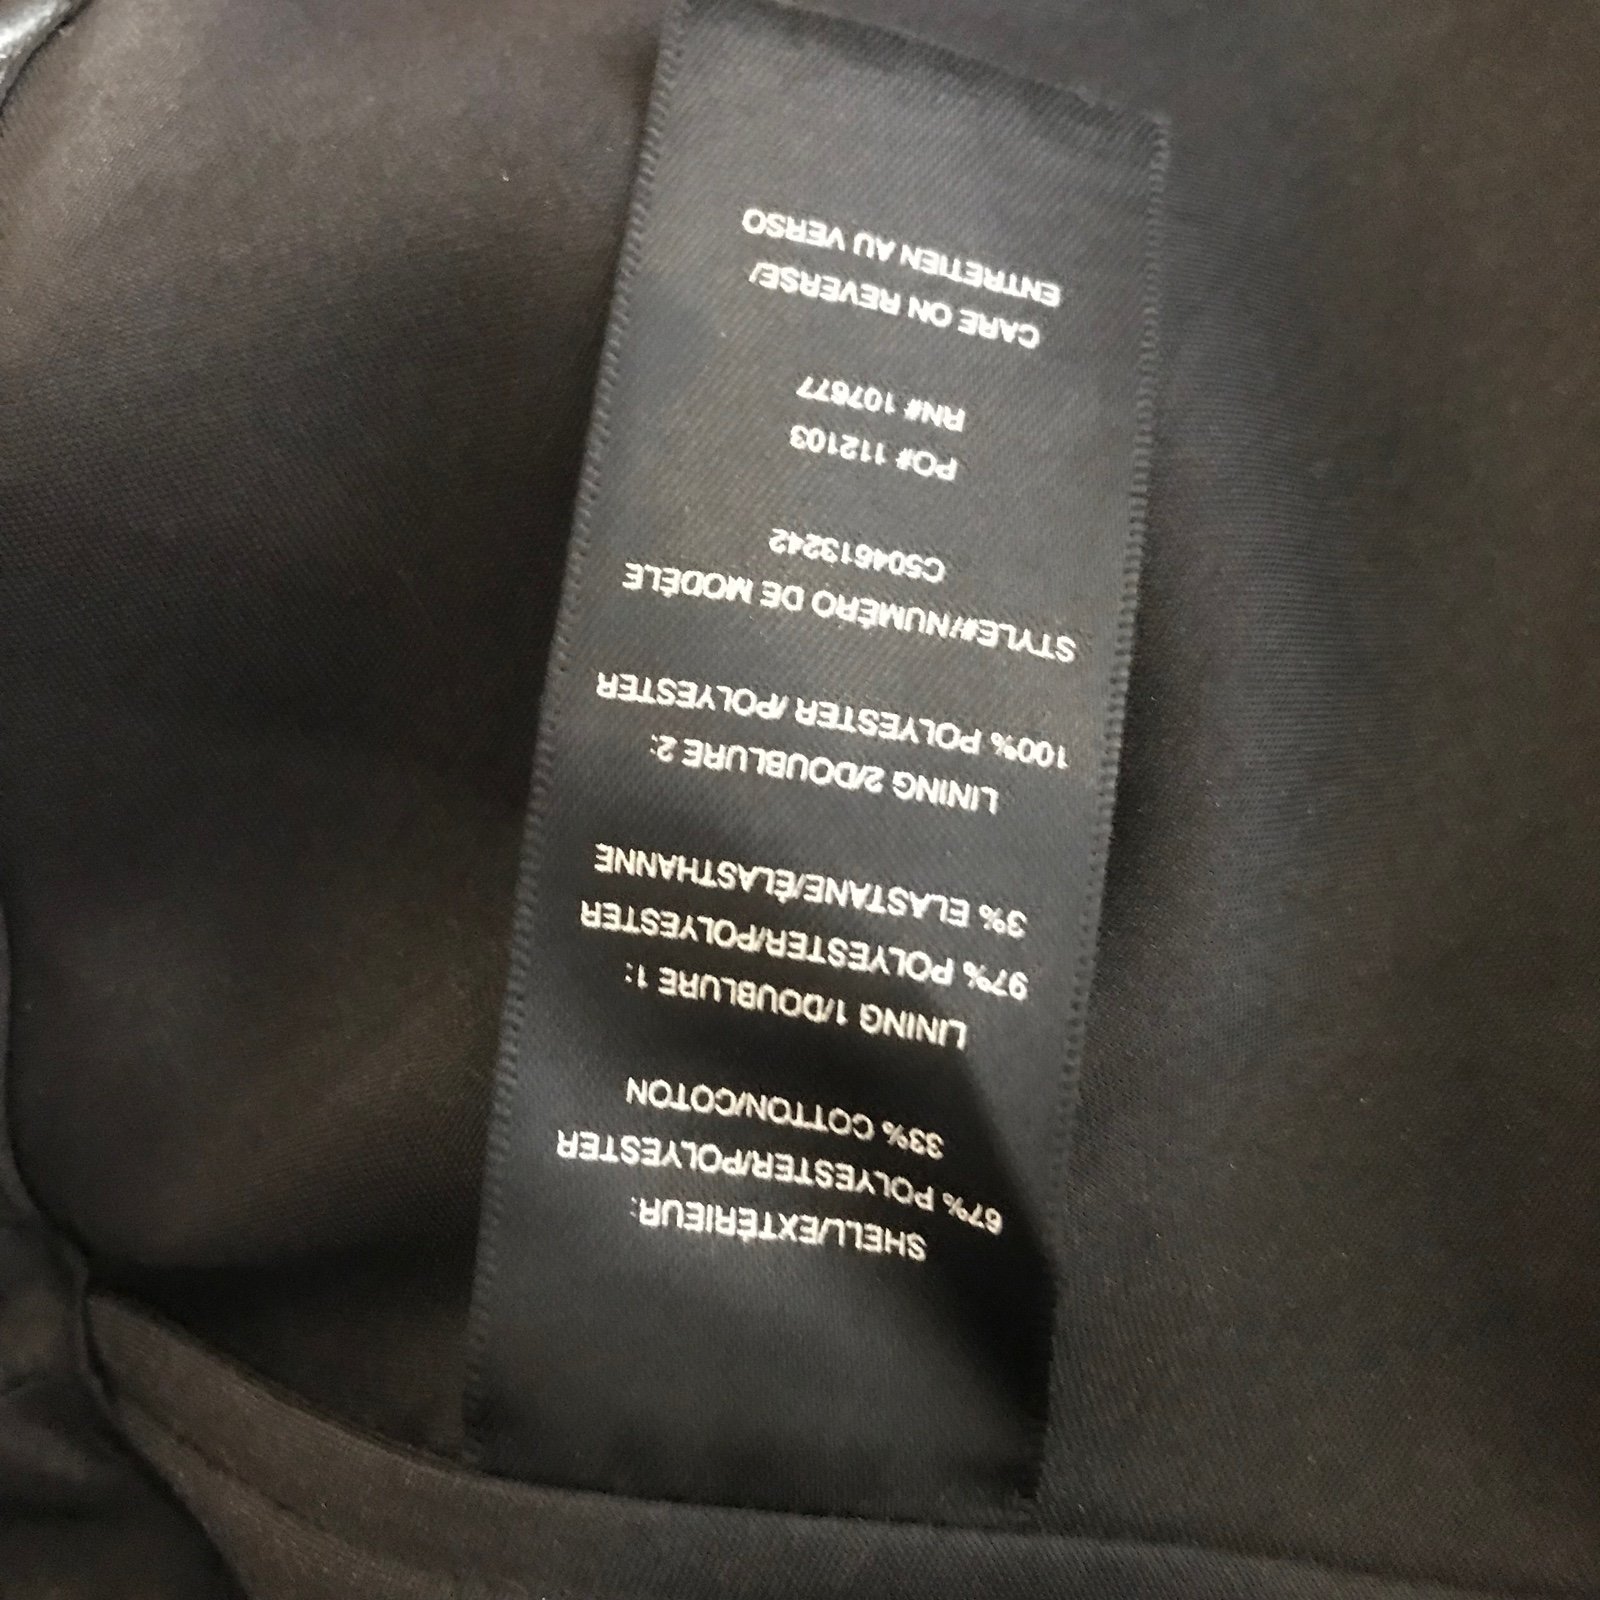 SHELL/EXTÉRIEUR:
67% POLYESTER/POLYESTER
33% COTTON/COTON
LINING 1/DOUBLURE 1:
97% POLYESTER/POLYESTER
3% ELASTANE/ÉLASTHANNE
LINING 2/DOUBLURE 2:
100% POLYESTER /POLYESTER
STYLE#/NUMÉRO DE MODÈLE
C504613242
PO# 112103
RN# 107677
CARE ON REVERSE/
ENTRETIEN AU VERSO